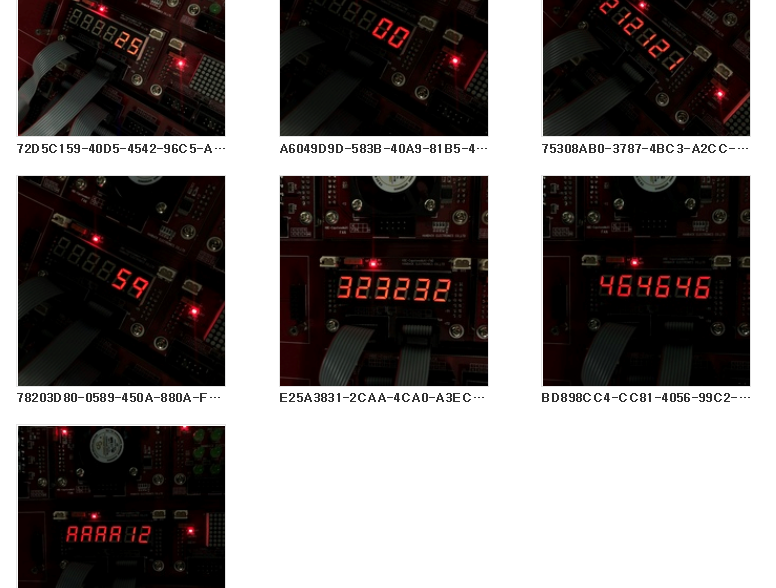 25
00
212121
72D5C159-40D5-4542-96C5-A···
A6049D9D-583B-40A9-81B5-4···
75308AB0-3787-4BC3-A2CC-···
59
323232
464646
78203D80-0589-450A-880A-F···
E25A3831-2CAA-4CA0-A3EC···
BD898CC4-CC81-4056-99C2-···
AAAA12